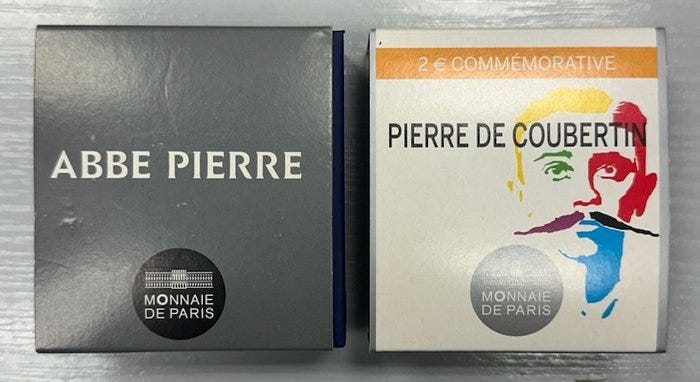 ABBE PIERRE
MONNAIE
DE PARIS
2 € COMMÉMORATIVE
PIERRE DE COUBERTIN
MONNAIE
DE PARIS